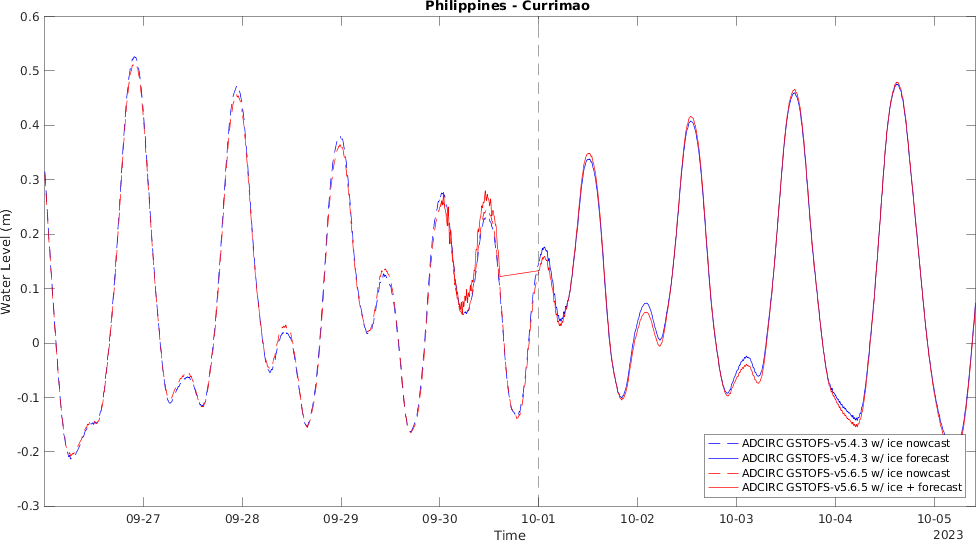 Philippines - Currimao
0.6
0.5
0.4
0.3
0.2
0.1
0
-0.1
-0.2
-0.3
Water Level (m)
ADCIRC GSTOFS-v5.4.3 w/ ice nowcast
ADCIRC GSTOFS-v5.4.3 w/ ice forecast
ADCIRC GSTOFS-v5.6.5 w/ ice nowcast
ADCIRC GSTOFS-v5.6.5 w/ ice + forecast
09-27 09-28 09-29 09-30 10-01 10-02 10-03 10-04 10-05
Time
2023